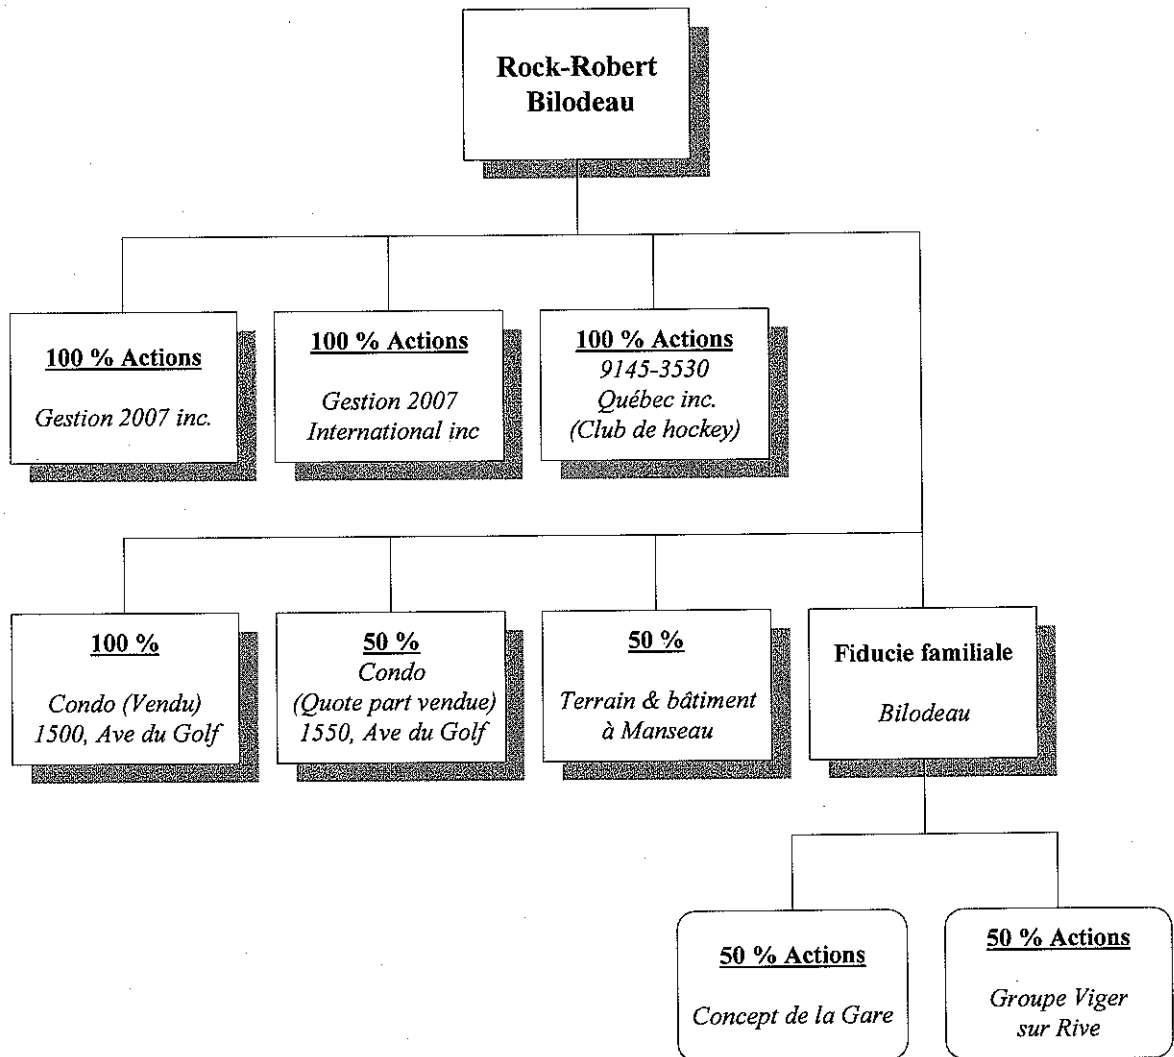 Rock-Robert
Bilodeau
100 % Actions
Gestion 2007 inc.
100 % Actions
Gestion 2007
International inc
100 % Actions
9145-3530
Québec inc.
(Club de hockey)
100 %
Condo (Vendu)
1500, Ave du Golf
50 %
Condo
(Quote part vendue)
1550, Ave du Golf
50 %
Terrain & bâtiment
à Manseau
Fiducie familiale
Bilodeau
50 % Actions
Concept de la Gare
50 % Actions
Groupe Viger
sur Rive